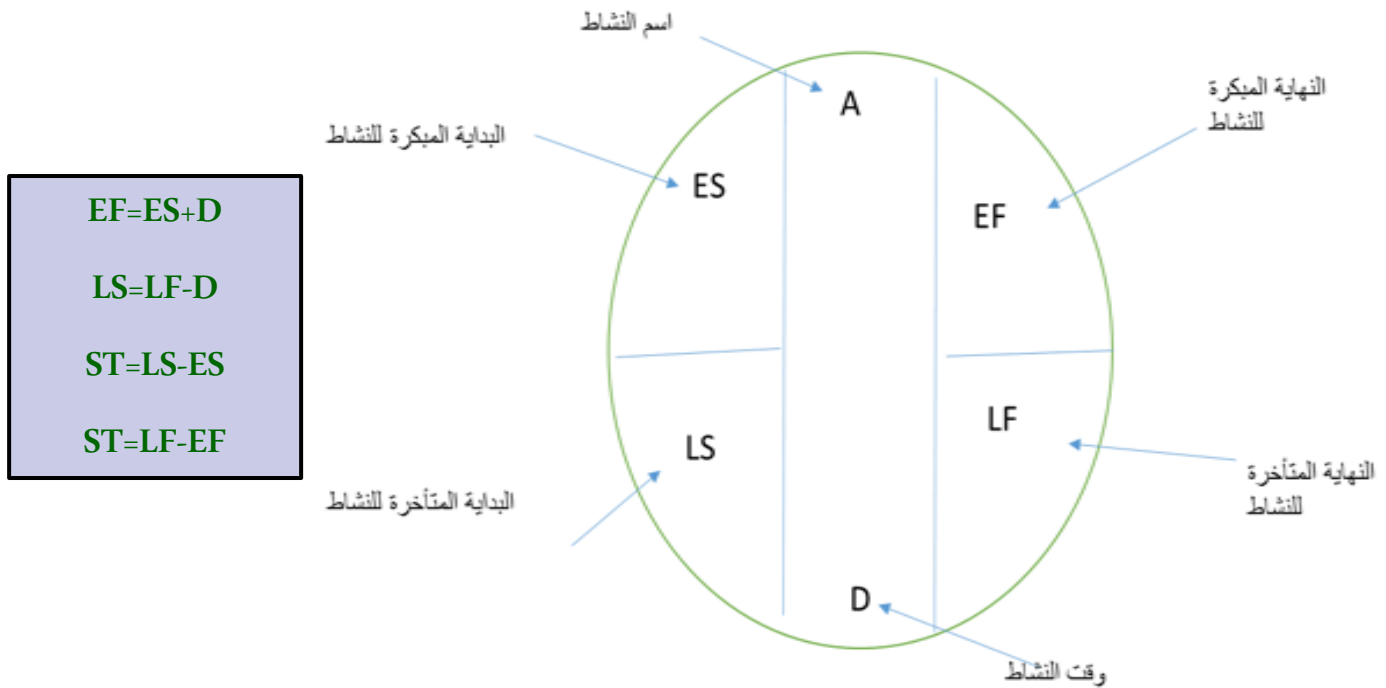 اسم النشاط
A
النهاية المبكرة
للنشاط
البداية المبكرة للنشاط
ES
EF
EF=ES+D
LS=LF-D
ST=LS-ES
ST=LF-EF
LS
LF
النهاية المتأخرة
للنشاط
البداية المتأخرة للنشاط
D
وقت النشاط